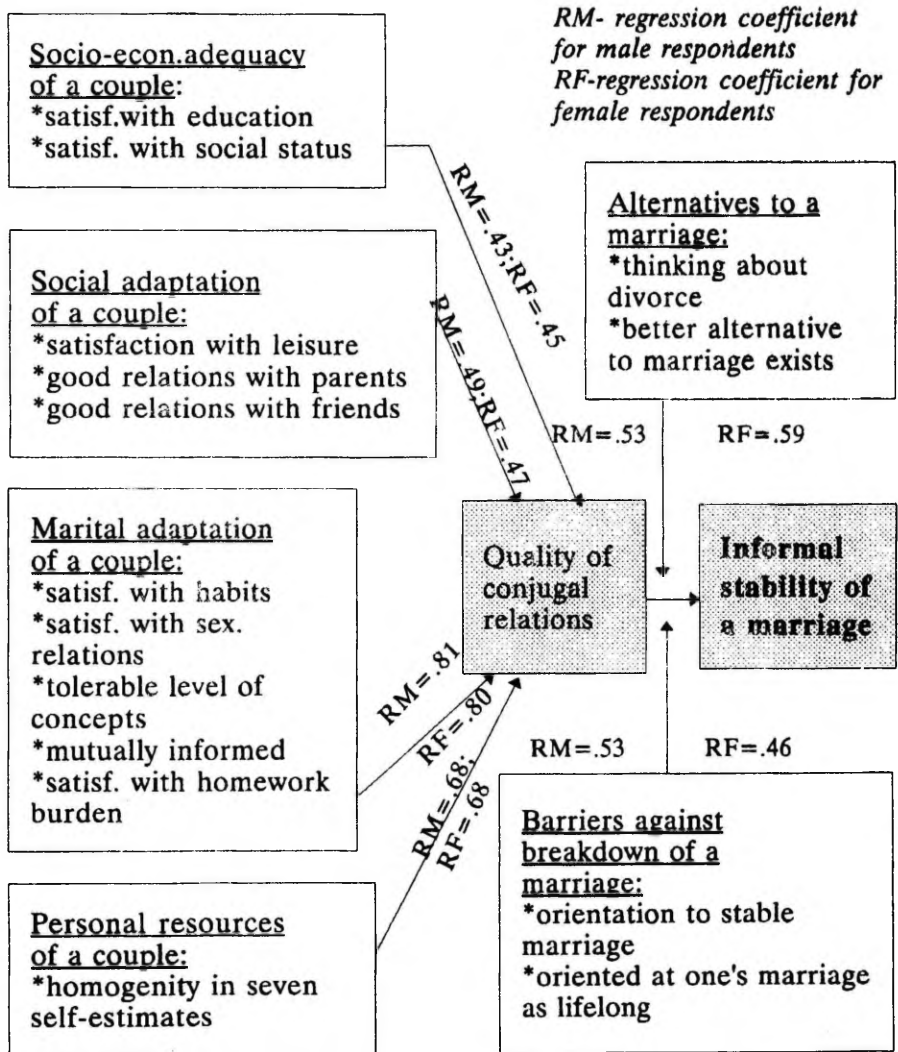 RM- regression coefficient
for male respondents
RF-regression coefficient for
female respondents
Socio-econ.adequacy
of a couple:
*satisf.with education
*satisf. with social status
RM=.43;RF=.45
Alternatives to a
marriage:
*thinking about
divorce
*better alternative
to marriage exists
Social adaptation
of a couple:
*satisfaction with leisure
*good relations with parents
*good relations with friends
RM=.49;RF=.47
RM=.53
RF=.59
Marital adaptation
of a couple:
*satisf. with habits
*satisf. with sex.
relations
*tolerable level of
concepts
*mutually informed
*satisf. with homework
burden
Quality of
conjugal
relations
Informal
stability of
a marriage
RM=.81
RF=.80
RM=.68;
RF=.68
RM=.53
RF=.46
Personal resources
of a couple:
*homogenity in seven
self-estimates
Barriers against
breakdown of a
marriage:
*orientation to stable
marriage
*oriented at one's marriage
as lifelong